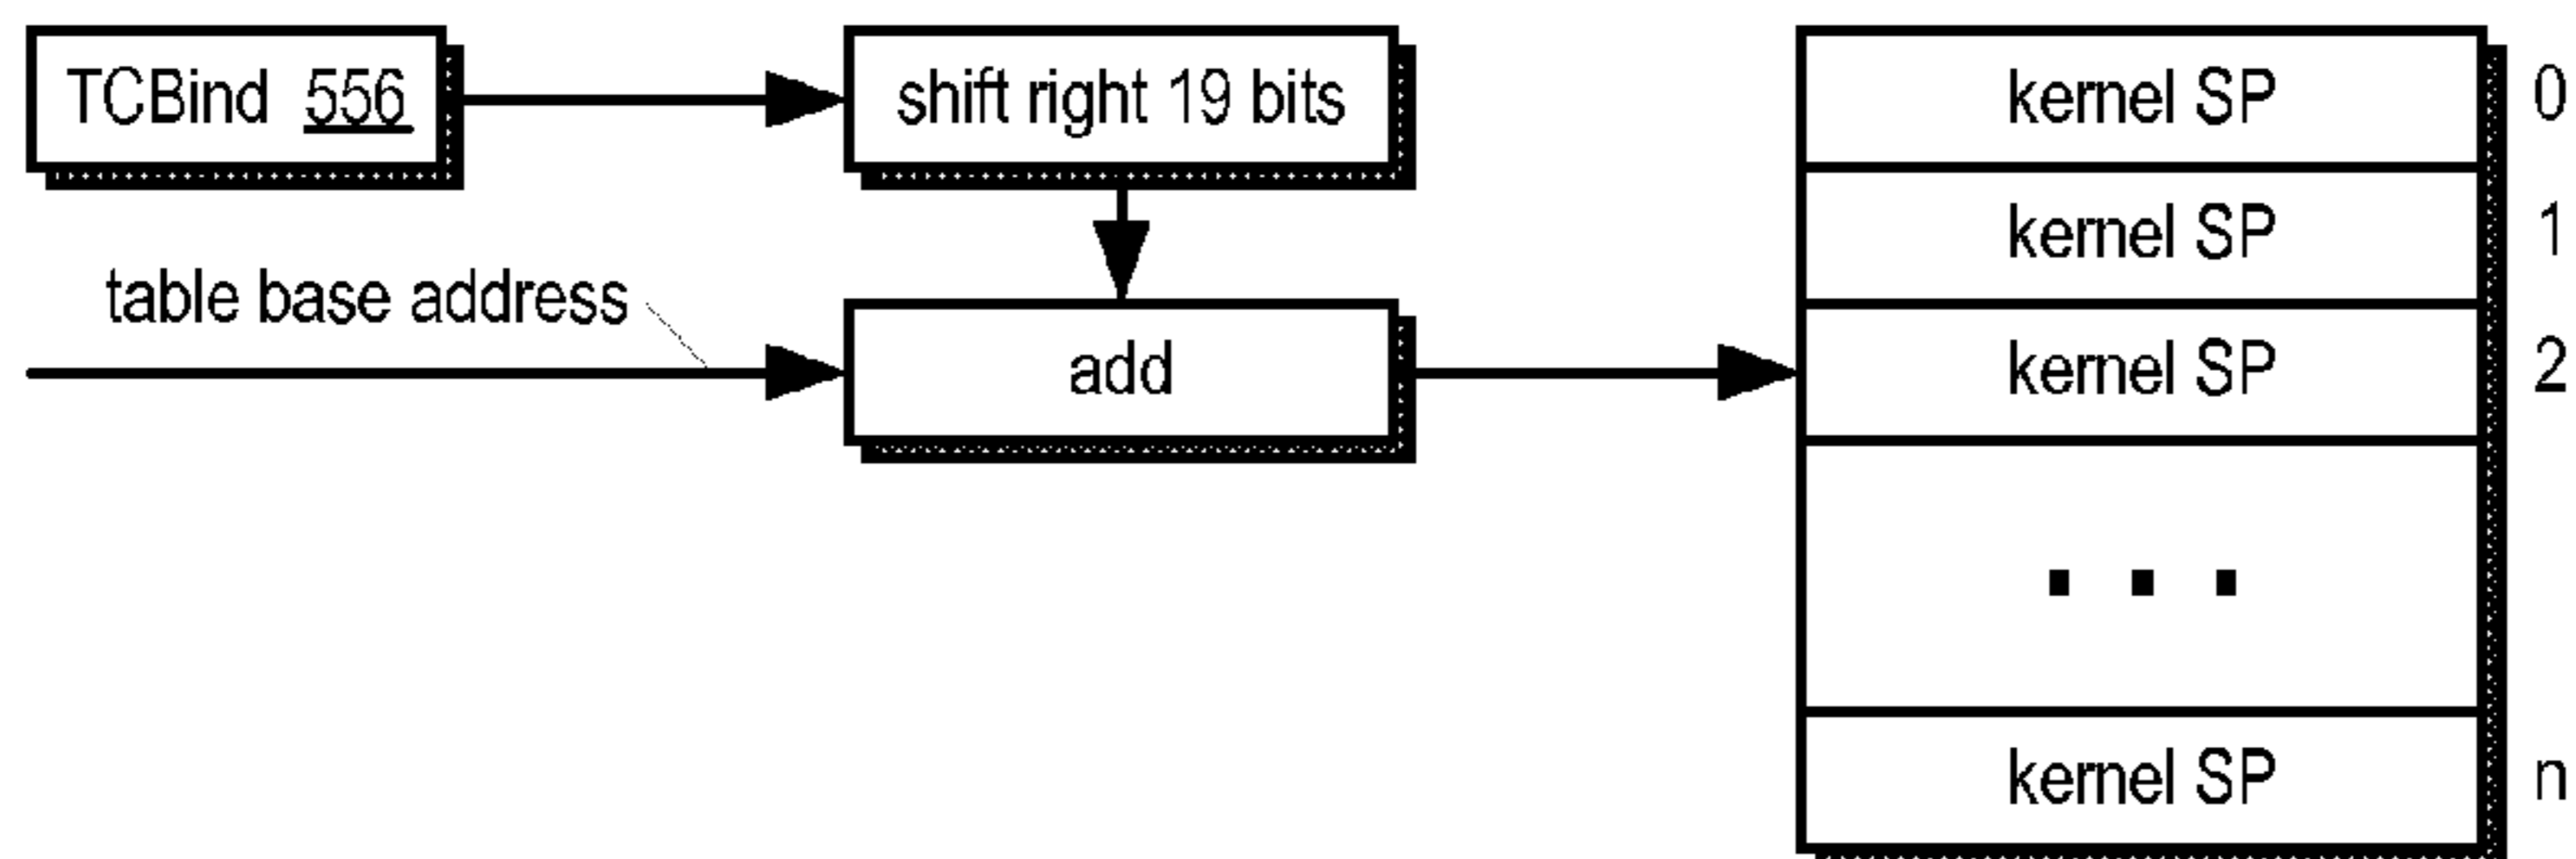 TCBind 556
shift right 19 bits
kernel SP 0
kernel SP 1
table base address
add
kernel SP 2
. . .
kernel SP n